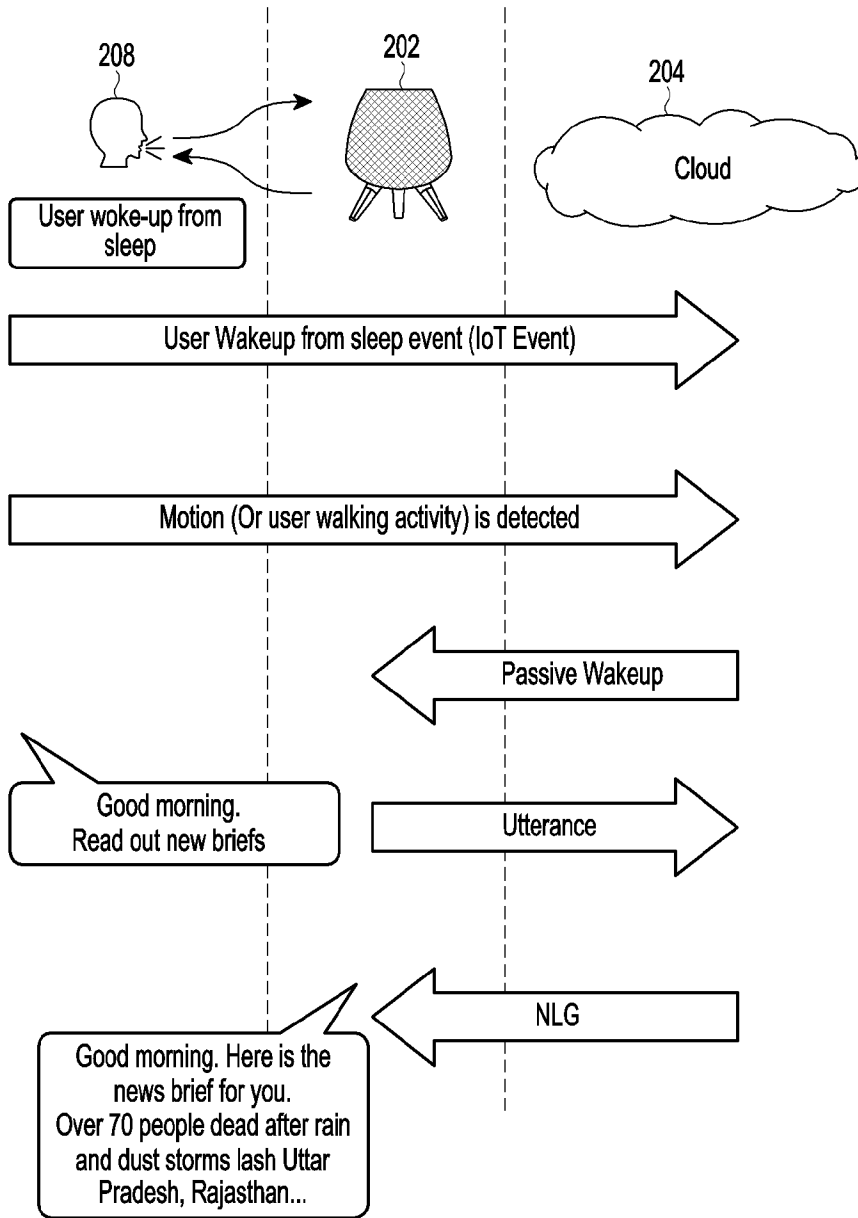 208
202
204
Cloud
User woke-up from
sleep
User Wakeup from sleep event (IoT Event)
Motion (Or user walking activity) is detected
Passive Wakeup
Good morning.
Read out new briefs
Utterance
NLG
Good morning. Here is the
news brief for you.
Over 70 people dead after rain
and dust storms lash Uttar
Pradesh, Rajasthan...